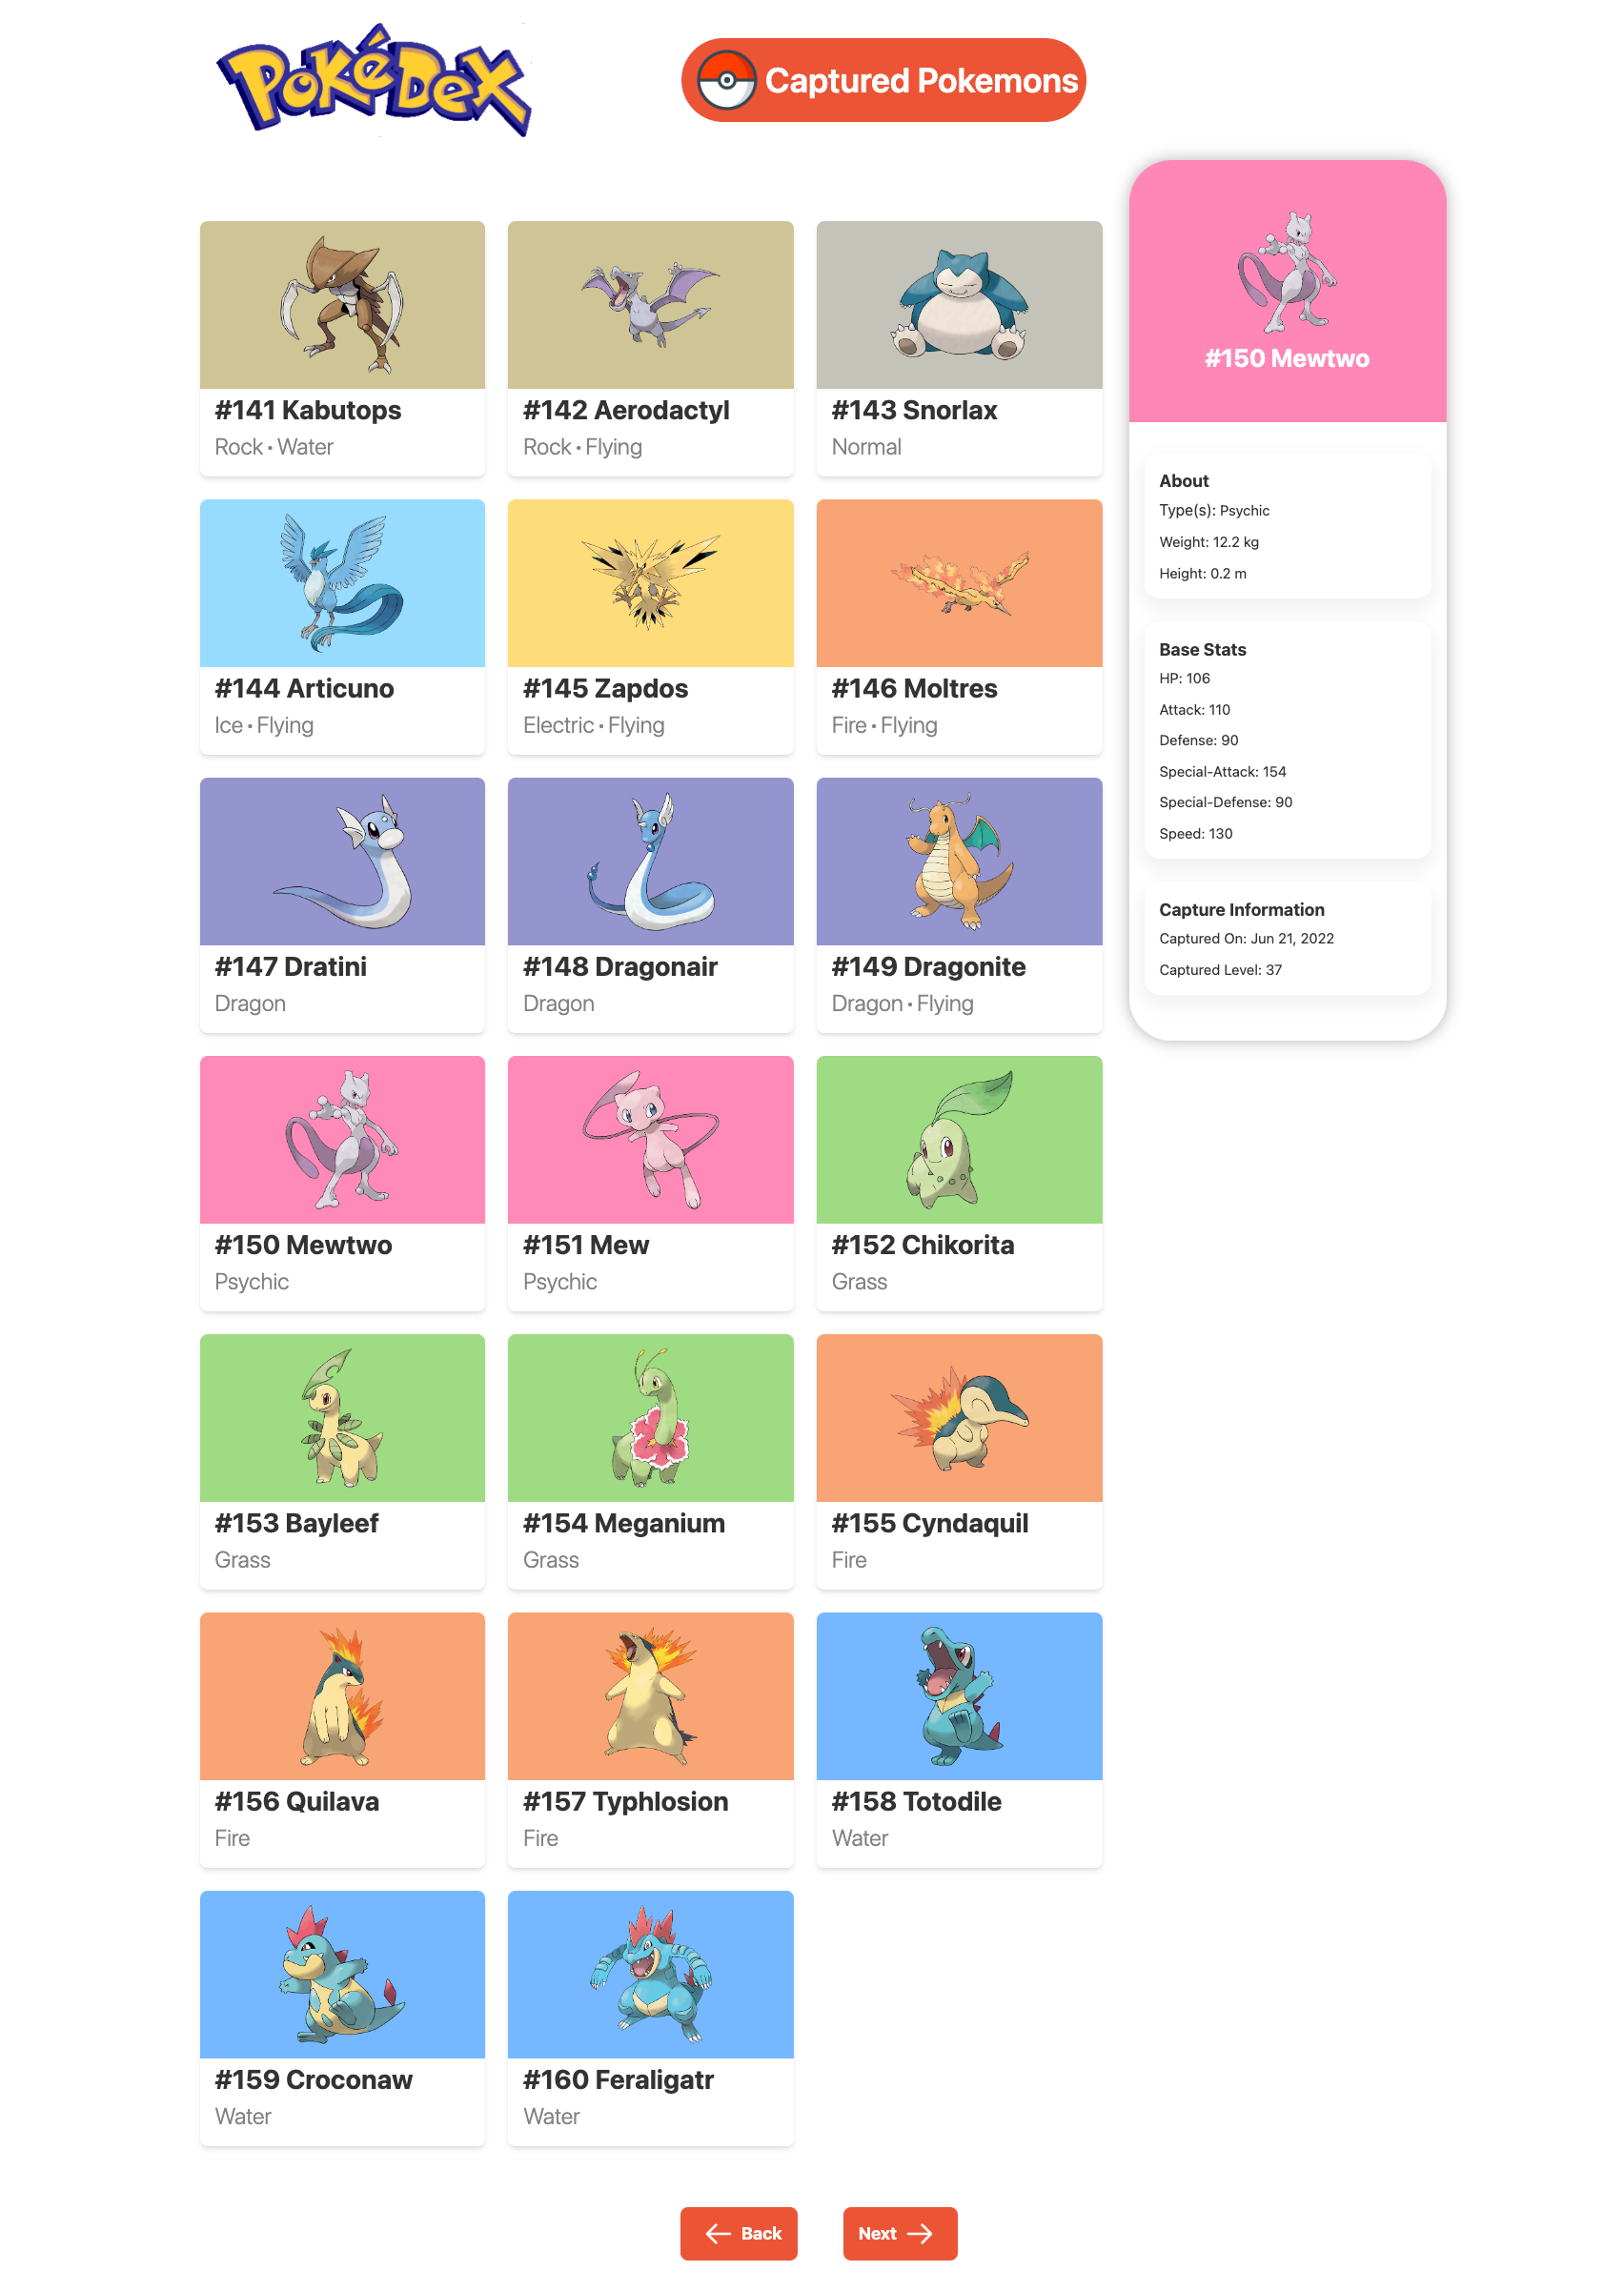 PokéDex
Captured Pokemons
#141 Kabutops
Rock • Water
#142 Aerodactyl
Rock • Flying
#143 Snorlax
Normal
#144 Articuno
Ice • Flying
#145 Zapdos
Electric • Flying
#146 Moltres
Fire • Flying
#147 Dratini
Dragon
#148 Dragonair
Dragon
#149 Dragonite
Dragon • Flying
#150 Mewtwo
Psychic
#151 Mew
Psychic
#152 Chikorita
Grass
#153 Bayleef
Grass
#154 Meganium
Grass
#155 Cyndaquil
Fire
#156 Quilava
Fire
#157 Typhlosion
Fire
#158 Totodile
Water
#159 Croconaw
Water
#160 Feraligatr
Water
#150 Mewtwo
About
Type(s): Psychic
Weight: 12.2 kg
Height: 0.2 m
Base Stats
HP: 106
Attack: 110
Defense: 90
Special-Attack: 154
Special-Defense: 90
Speed: 130
Capture Information
Captured On: Jun 21, 2022
Captured Level: 37
Back
Next